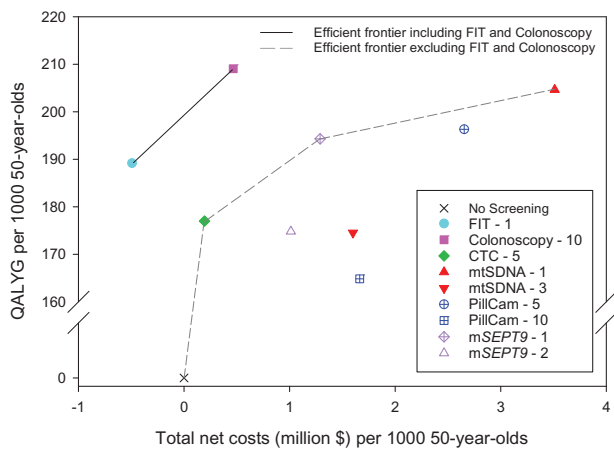 Efficient frontier including FIT and Colonoscopy
Efficient frontier excluding FIT and Colonoscopy
QALYG per 1000 50-year-olds
220
210
200
190
180
170
160
0
No Screening
FIT - 1
Colonoscopy - 10
CTC - 5
mtSDNA - 1
mtSDNA - 3
PillCam - 5
PillCam - 10
mSEPT9 - 1
mSEPT9 - 2
-1 0 1 2 3 4
Total net costs (million $) per 1000 50-year-olds